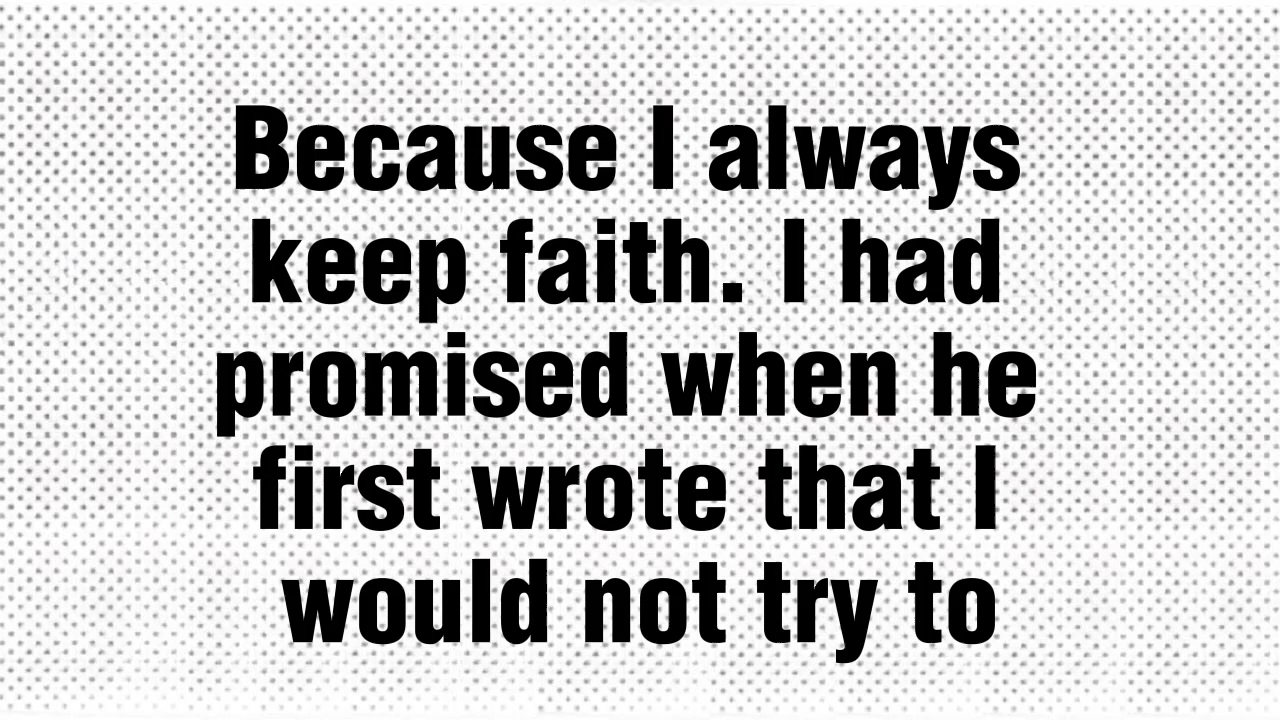 Because I always
keep faith. I had
promised when he
first wrote that I
would not try to